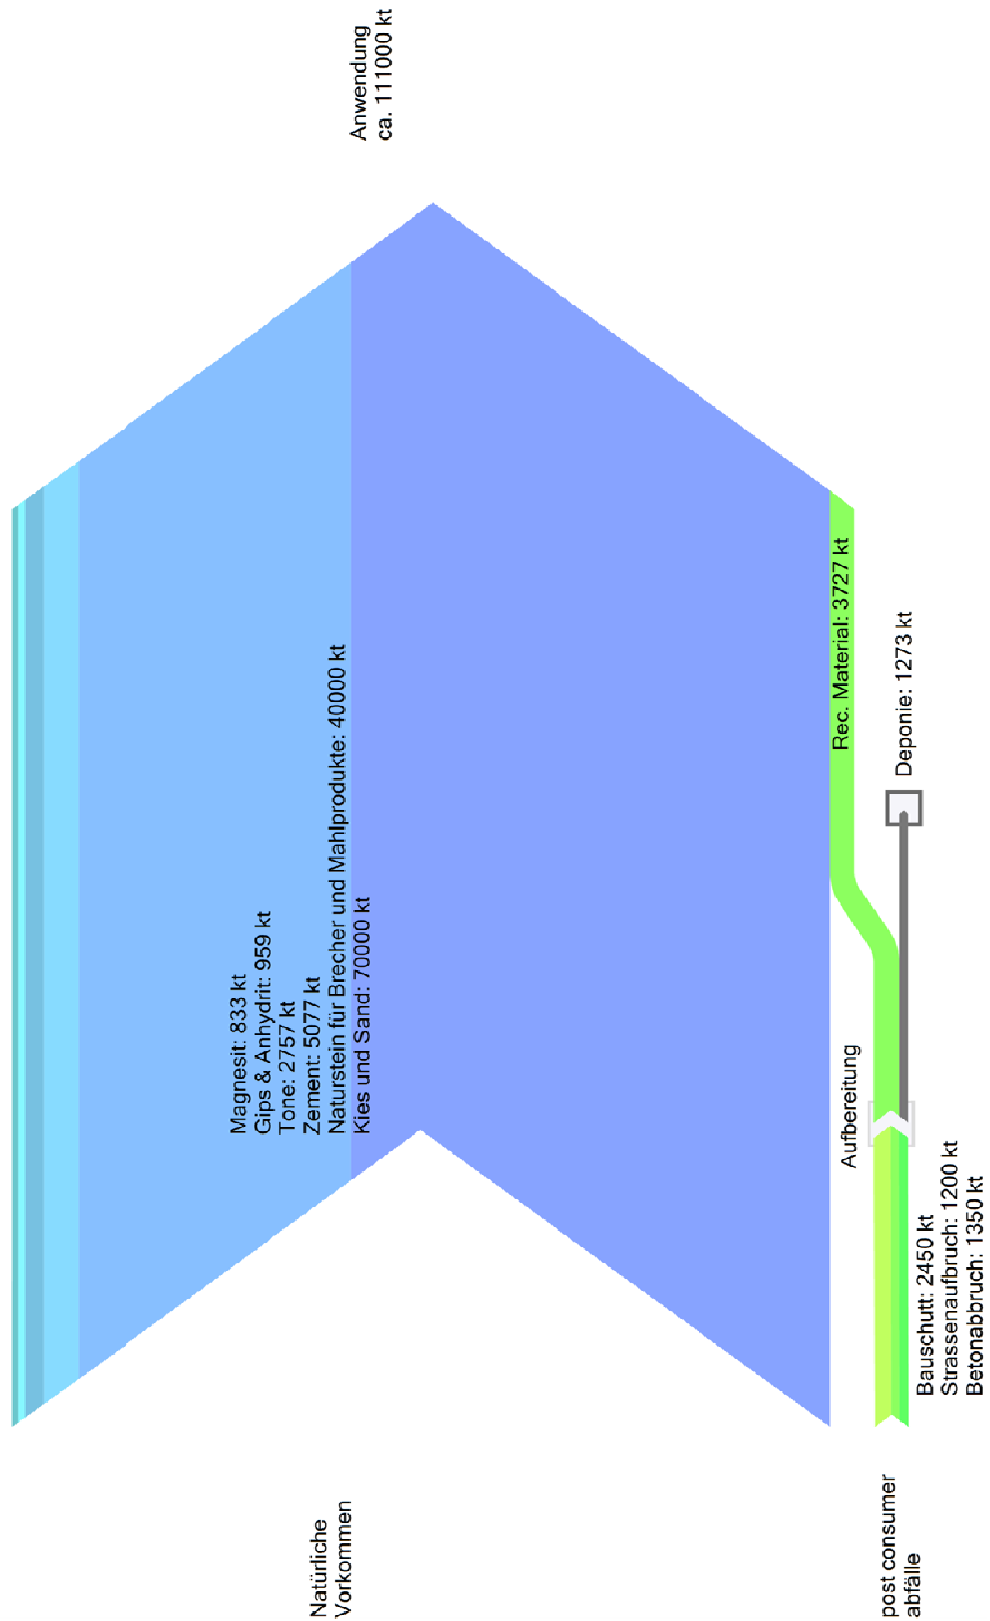 Natürliche
Vorkommen
Magnesit: 833 kt
Gips & Anhydrit: 959 kt
Tone: 2757 kt
Zement: 5077 kt
Naturstein für Brecher und Mahlprodukte: 40000 kt
Kies und Sand: 70000 kt
Anwendung
ca. 111000 kt
Rec. Material: 3727 kt
Aufbereitung
Deponie: 1273 kt
post consumer
abfälle
Bauschutt: 2450 kt
Strassenaufbruch: 1200 kt
Betonabbruch: 1350 kt